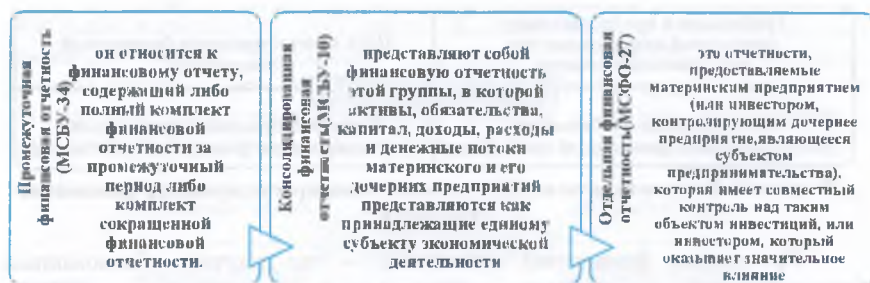 Промежуточная
финансовая отчетность
(МСБУ-34)
он относится к
финансовому отчету,
содержащий либо
полный комплект
финансовой
отчетности за
промежуточный
период либо
комплект
сокращенной
финансовой
отчетности.
Консолидированная
финансовая
отчетность(МСБУ-40)
представляют собой
финансовую отчетность
этой группы, в которой
активы, обязательства,
капитал, доходы, расходы
и денежные потоки
материнского и его
дочерних предприятий
представляются как
принадлежащие единому
субъекту экономической
деятельности
Отдельная финансовая
отчетность(МСФО-27)
это отчетности,
предоставляемые
материнским предприятием
(или инвестором,
контролирующим дочернее
предприятие,являющееся
субъектом
предпринимательства),
которая имеет совместный
контроль над таким
объектом инвестиций, или
инвестором, который
оказывает значительное
влияние